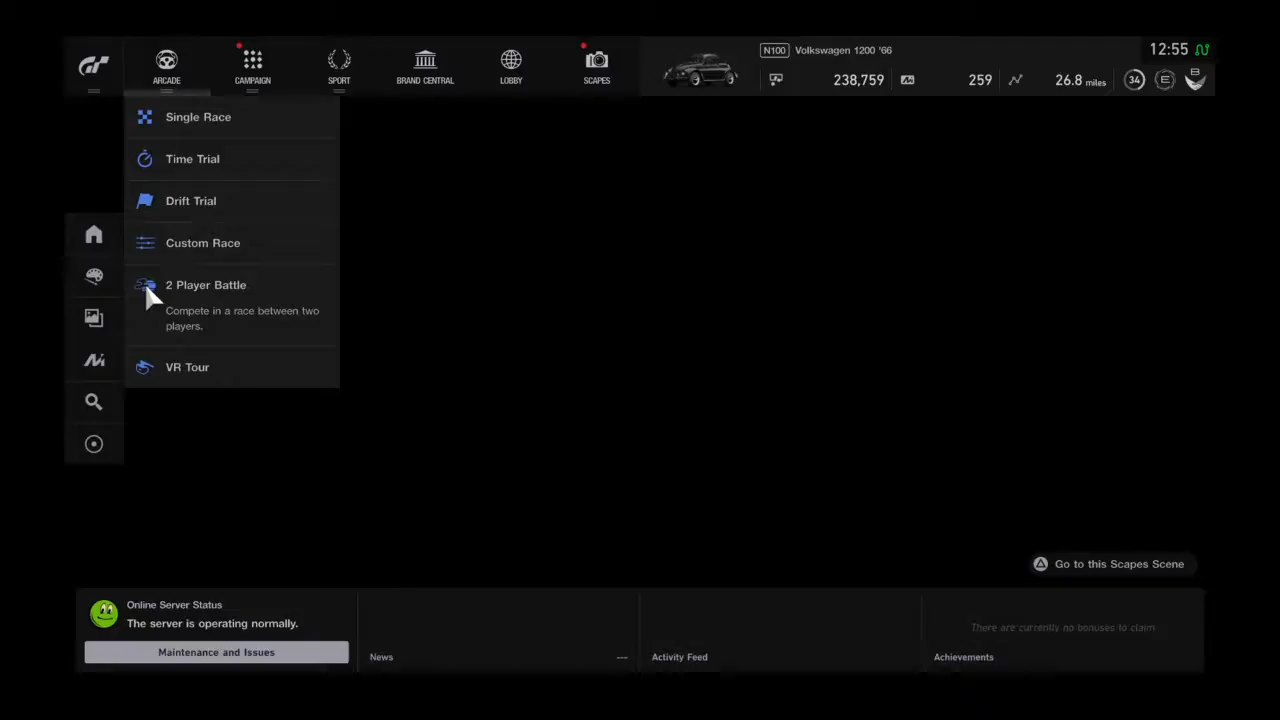 ARCADE
CAMPAIGN
SPORT
BRAND CENTRAL
LOBBY
SCAPES
N100 Volkswagen 1200 '66
12:55
238,759
259
26.8 miles
34
E
B
Single Race
Time Trial
Drift Trial
Custom Race
2 Player Battle
Compete in a race between two
players.
VR Tour
Go to this Scapes Scene
Online Server Status
The server is operating normally.
Maintenance and Issues
News
---
Activity Feed
There are currently no bonuses to claim
Achievements